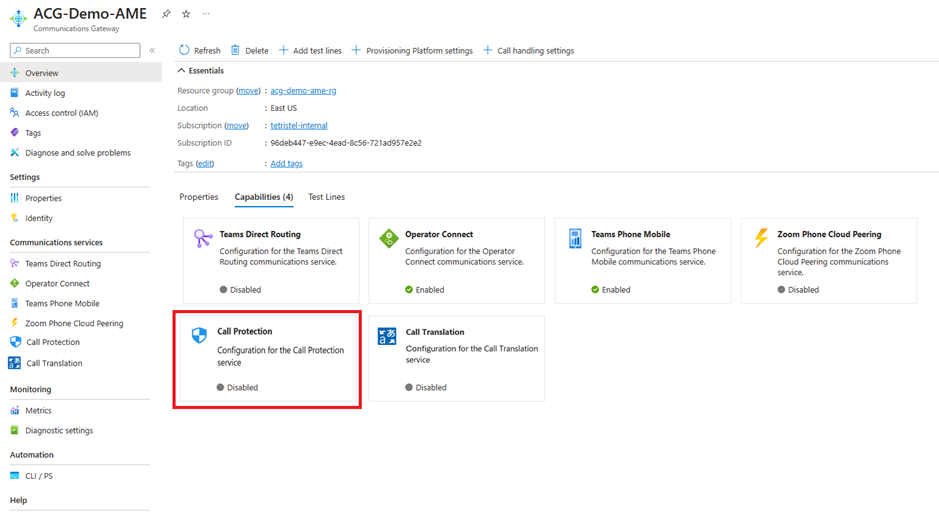 ACG-Demo-AME
Communications Gateway
Search
Overview
Activity log
Access control (IAM)
Tags
Diagnose and solve problems
Settings
Properties
Identity
Communications services
Teams Direct Routing
Operator Connect
Teams Phone Mobile
Zoom Phone Cloud Peering
Call Protection
Call Translation
Monitoring
Metrics
Diagnostic settings
Automation
CLI / PS
Help
Refresh Delete Add test lines Provisioning Platform settings Call handling settings
Essentials
Resource group (move) : acg-demo-ame-rg
Location : East US
Subscription (move) : tetristel-internal
Subscription ID : 96deb447-e9ec-4ead-8c56-721ad957e2e2
Tags (edit) : Add tags
Properties Capabilities (4) Test Lines
Teams Direct Routing
Configuration for the Teams Direct
Routing communications service.
Disabled
Operator Connect
Configuration for the Operator
Connect communications service.
Enabled
Teams Phone Mobile
Configuration for the Teams Phone
Mobile communications service.
Enabled
Zoom Phone Cloud Peering
Configuration for the Zoom Phone
Cloud Peering communications
service.
Disabled
Call Protection
Configuration for the Call Protection
service
Disabled
Call Translation
Configuration for the Call Translation
service
Disabled